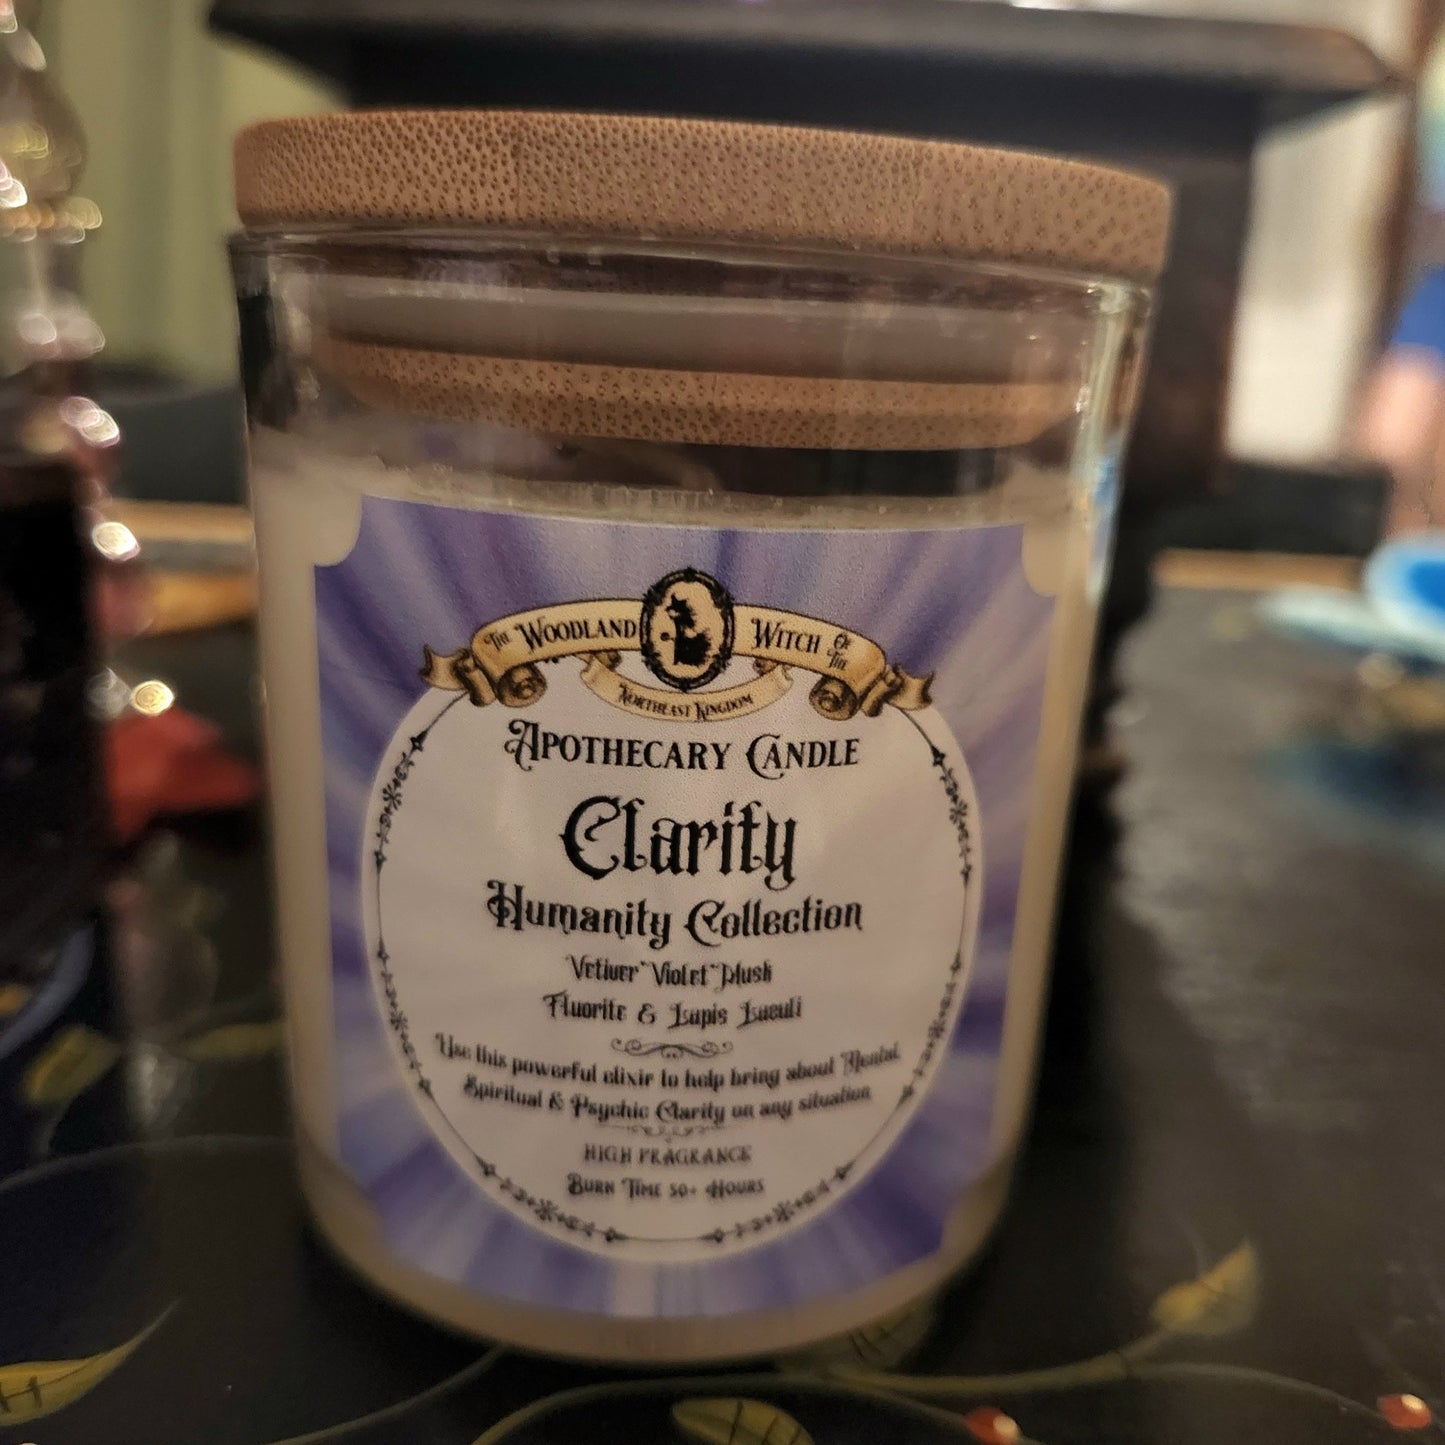 The Woodland Witch Of The
Northeast Kingdom
Apothecary Candle
Clarity
Humanity Collection
Vetiver Violet Musk
Fluorite & Lapis Lazuli
Use this powerful elixir to help bring about Mental
Spiritual & Psychic Clarity on any situation
HIGH FRAGRANCE
Burn Time 50+ Hours